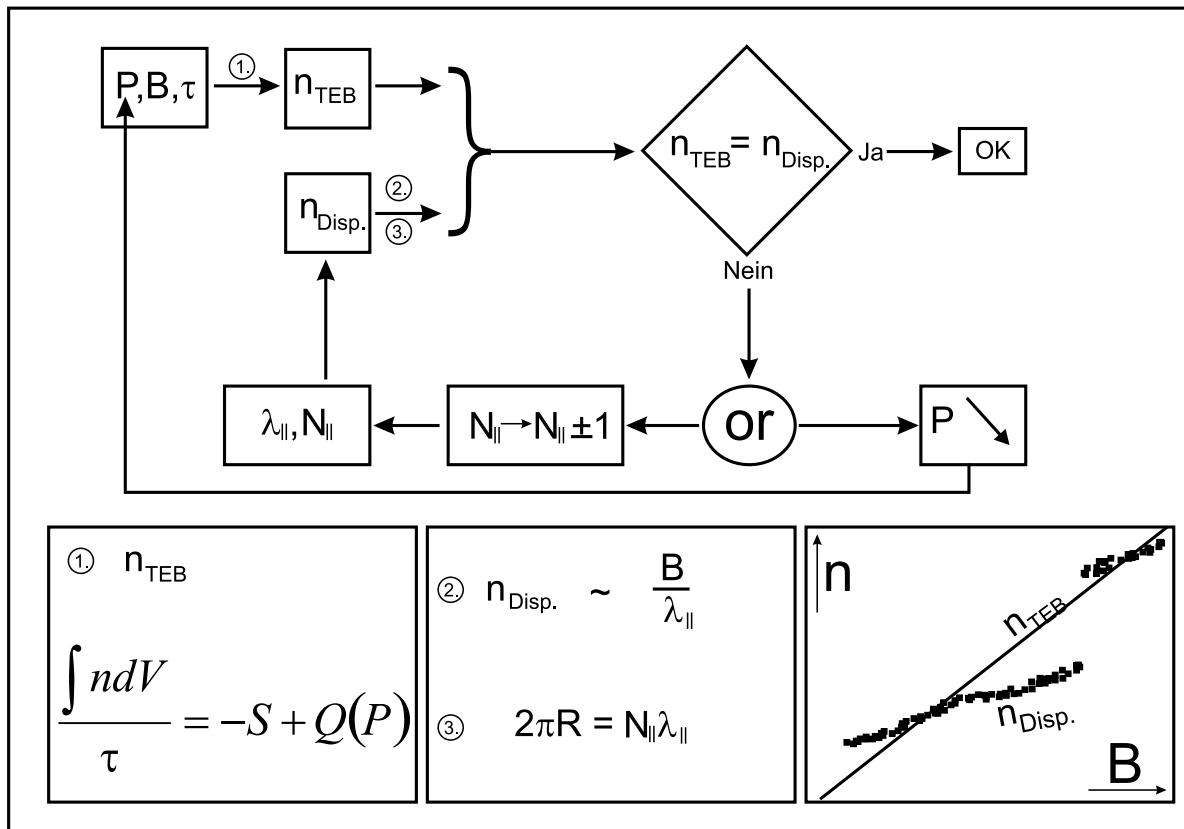 P,B,τ
①.
n_TEB
n_Disp.
②.
③.
n_TEB = n_Disp.
Ja
OK
Nein
λ_||,N_||
N_||→N_|| ±1
or
P
①. n_TEB
∫ndV / τ = -S + Q(P)
②. n_Disp. ~ B / λ_||
③. 2πR = N_||λ_||
n
n_TEB
n_Disp.
B